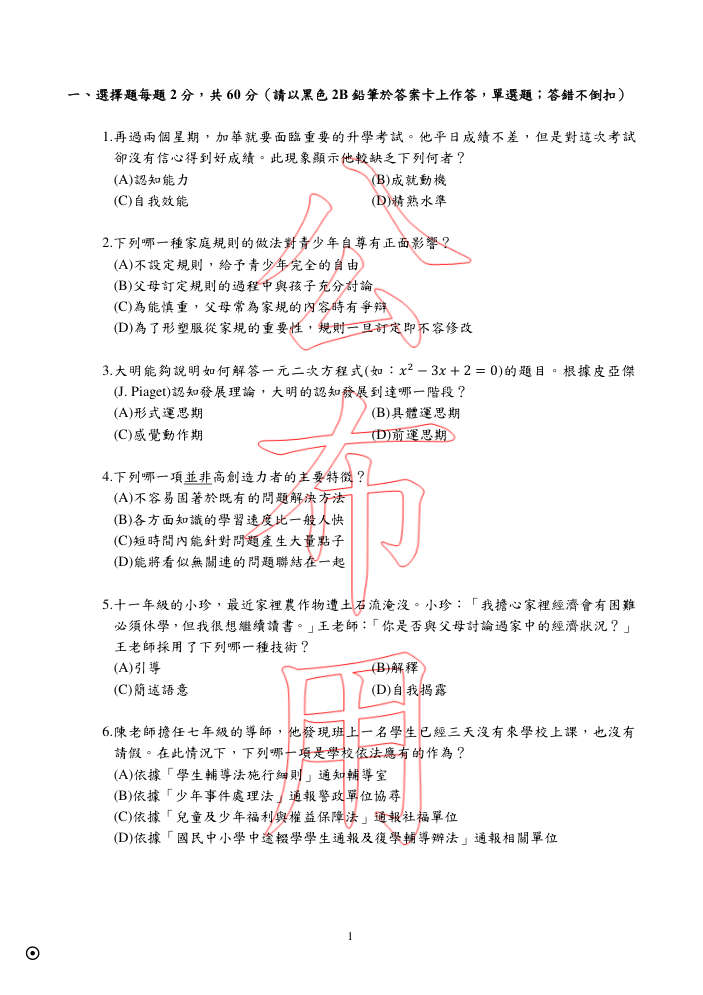 一、選擇題每題 2 分，共 60 分（請以黑色 2B 鉛筆於答案卡上作答，單選題；答錯不倒扣）
1.再過兩個星期，加華就要面臨重要的升學考試。他平日成績不差，但是對這次考試
卻沒有信心得到好成績。此現象顯示他較缺乏下列何者？
(A)認知能力 (B)成就動機
(C)自我效能 (D)精熟水準
2.下列哪一種家庭規則的做法對青少年自尊有正面影響？
(A)不設定規則，給予青少年完全的自由
(B)父母訂定規則的過程中與孩子充分討論
(C)為能慎重，父母常為家規的內容時有爭辯
(D)為了形塑服從家規的重要性，規則一旦訂定即不容修改
3.大明能夠說明如何解答一元二次方程式(如：x² − 3x + 2 = 0)的題目。根據皮亞傑
(J. Piaget)認知發展理論，大明的認知發展到達哪一階段？
(A)形式運思期 (B)具體運思期
(C)感覺動作期 (D)前運思期
4.下列哪一項並非高創造力者的主要特徵？
(A)不容易固著於既有的問題解決方法
(B)各方面知識的學習速度比一般人快
(C)短時間內能針對問題產生大量點子
(D)能將看似無關連的問題聯結在一起
5.十一年級的小珍，最近家裡農作物遭土石流淹沒。小珍：「我擔心家裡經濟會有困難
必須休學，但我很想繼續讀書。」王老師：「你是否與父母討論過家中的經濟狀況？」
王老師採用了下列哪一種技術？
(A)引導 (B)解釋
(C)簡述語意 (D)自我揭露
6.陳老師擔任七年級的導師，他發現班上一名學生已經三天沒有來學校上課，也沒有
請假。在此情況下，下列哪一項是學校依法應有的作為？
(A)依據「學生輔導法施行細則」通知輔導室
(B)依據「少年事件處理法」通報警政單位協尋
(C)依據「兒童及少年福利與權益保障法」通報社福單位
(D)依據「國民中小學中途輟學學生通報及復學輔導辦法」通報相關單位
公布用
1